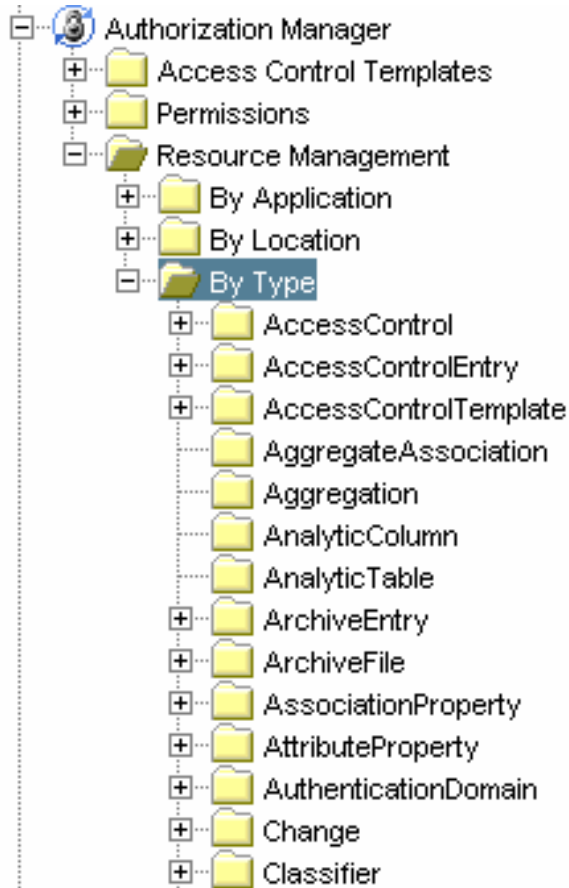 Authorization Manager
Access Control Templates
Permissions
Resource Management
By Application
By Location
By Type
AccessControl
AccessControlEntry
AccessControlTemplate
AggregateAssociation
Aggregation
AnalyticColumn
AnalyticTable
ArchiveEntry
ArchiveFile
AssociationProperty
AttributeProperty
AuthenticationDomain
Change
Classifier